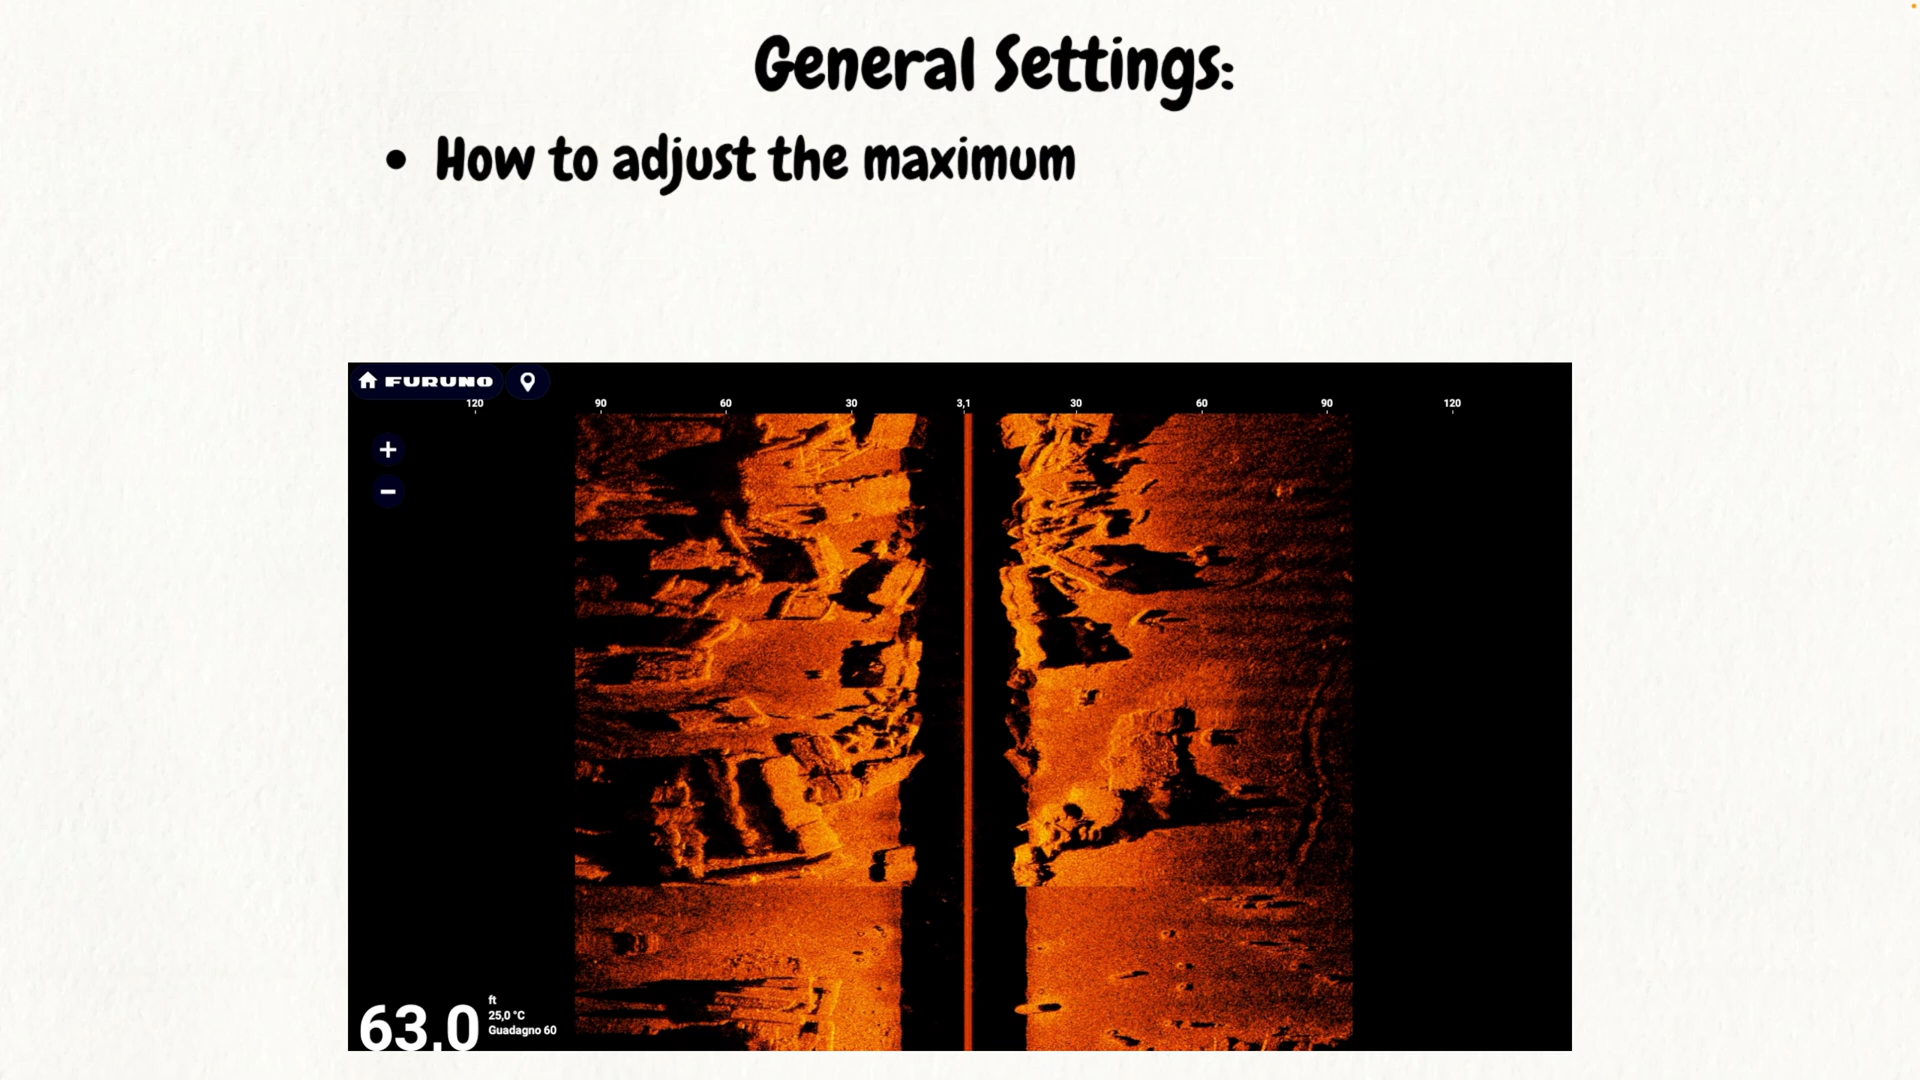 General Settings:
• How to adjust the maximum
FURUNO
120 90 60 30 3,1 30 60 90 120
+
−
63,0
ft
25,0 °C
Guadagno 60